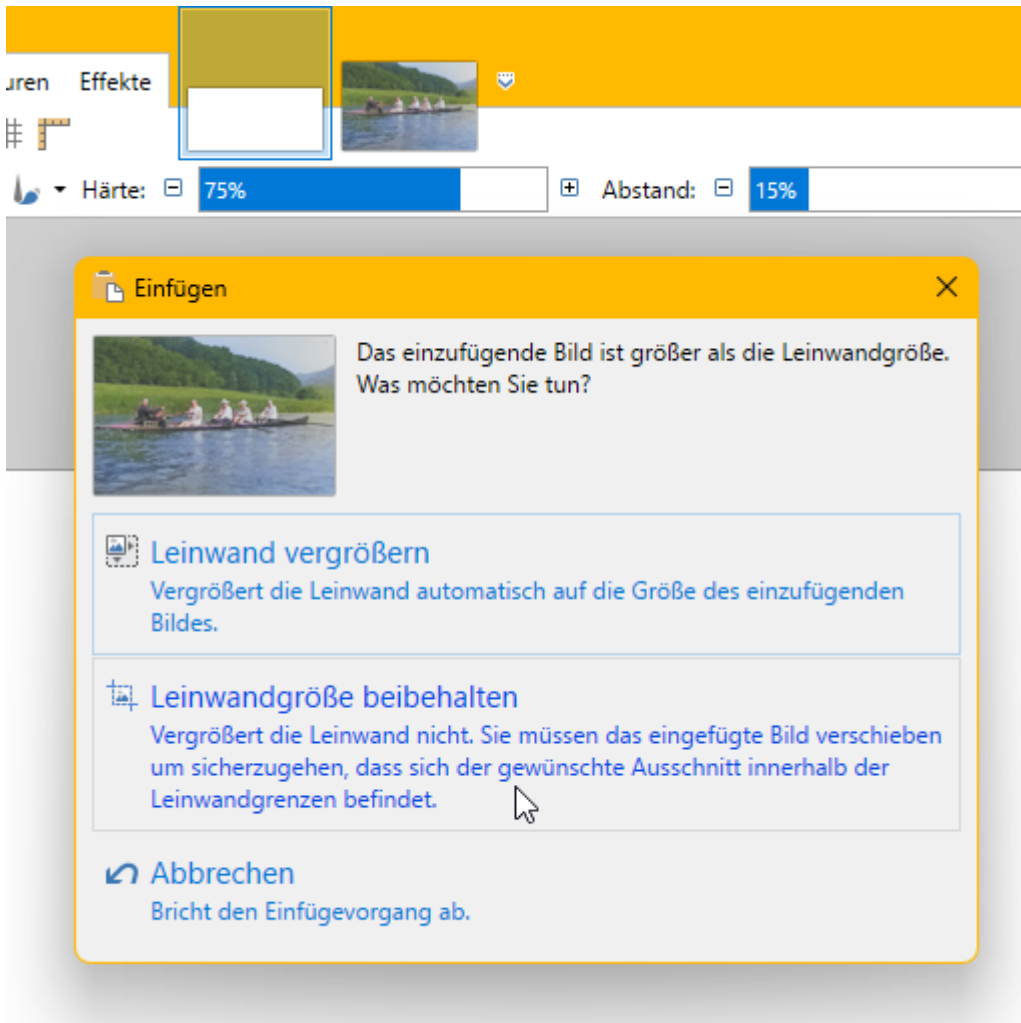 Effekte
Härte: 75% Abstand: 15%
Einfügen
Das einzufügende Bild ist größer als die Leinwandgröße.
Was möchten Sie tun?
Leinwand vergrößern
Vergrößert die Leinwand automatisch auf die Größe des einzufügenden
Bildes.
Leinwandgröße beibehalten
Vergrößert die Leinwand nicht. Sie müssen das eingefügte Bild verschieben
um sicherzugehen, dass sich der gewünschte Ausschnitt innerhalb der
Leinwandgrenzen befindet.
Abbrechen
Bricht den Einfügevorgang ab.